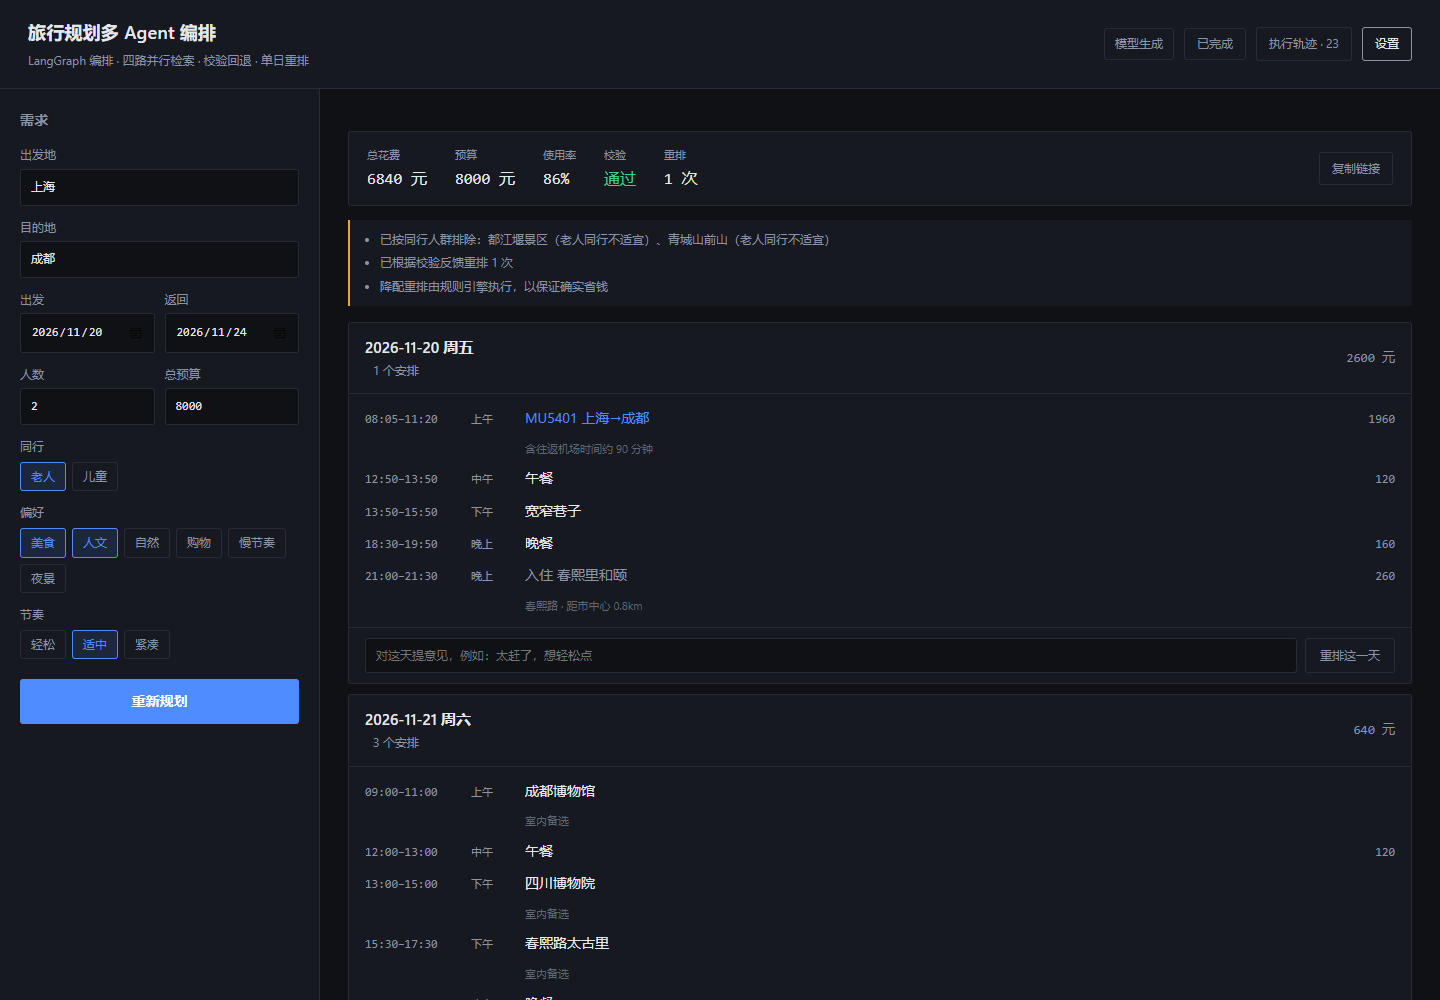 旅行规划多 Agent 编排
LangGraph 编排 · 四路并行检索 · 校验回退 · 单日重排
模型生成
已完成
执行轨迹 · 23
设置
需求
出发地
上海
目的地
成都
出发 返回
2026/11/20 2026/11/24
人数 总预算
2 8000
同行
老人 儿童
偏好
美食 人文 自然 购物 慢节奏
夜景
节奏
轻松 适中 紧凑
重新规划
总花费 预算 使用率 校验 重排
6840 元 8000 元 86% 通过 1 次
复制链接
已按同行人群排除：都江堰景区（老人同行不适宜）、青城山前山（老人同行不适宜）
已根据校验反馈重排 1 次
降配重排由规则引擎执行，以保证确实省钱
2026-11-20 周五
1 个安排
2600 元
08:05–11:20 上午 MU5401 上海→成都 1960
含往返机场时间约 90 分钟
12:50–13:50 中午 午餐 120
13:50–15:50 下午 宽窄巷子
18:30–19:50 晚上 晚餐 160
21:00–21:30 晚上 入住 春熙里和颐 260
春熙路 · 距市中心 0.8km
对这天提意见，例如：太赶了，想轻松点
重排这一天
2026-11-21 周六
3 个安排
640 元
09:00–11:00 上午 成都博物馆
室内备选
12:00–13:00 中午 午餐 120
13:00–15:00 下午 四川博物院
室内备选
15:30–17:30 下午 春熙路太古里
室内备选